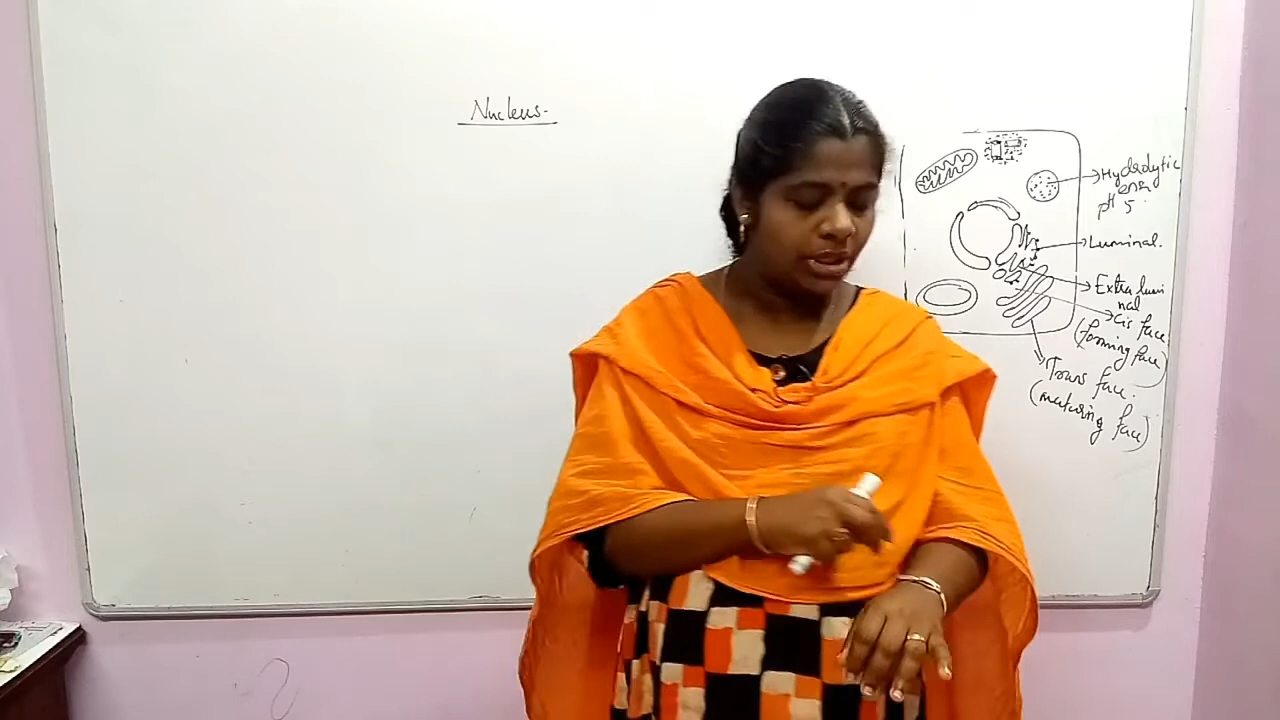 Nucleus-
Hydrolytic
enz
pH 5
Luminal.
Extra lumi
nal
Cis face
(forming face)
Trans face.
(maturing face)